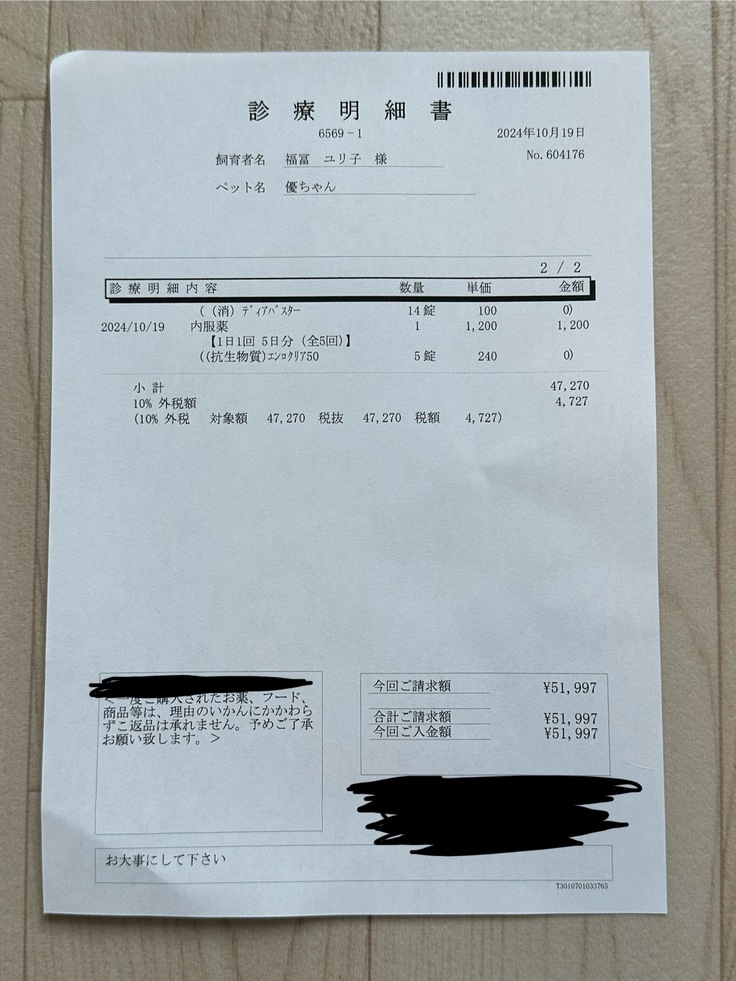 診療明細書
6569-1
2024年10月19日
No.604176
飼育者名 福冨 ユリ子 様
ペット名 優ちゃん
2 / 2
診療明細内容 数量 単価 金額
((消)ディアバスター 14錠 100 0)
2024/10/19 内服薬 1 1,200 1,200
【1日1回 5日分 (全5回)】
((抗生物質)エンロクリア50 5錠 240 0)
小計 47,270
10% 外税額 4,727
(10% 外税 対象額 47,270 税抜 47,270 税額 4,727)
<一度ご購入されたお薬、フード、
商品等は、理由のいかんにかかわら
ずご返品は承れません。予めご了承
お願い致します。>
今回ご請求額 ¥51,997
合計ご請求額 ¥51,997
今回ご入金額 ¥51,997
お大事にして下さい
T3010701033765